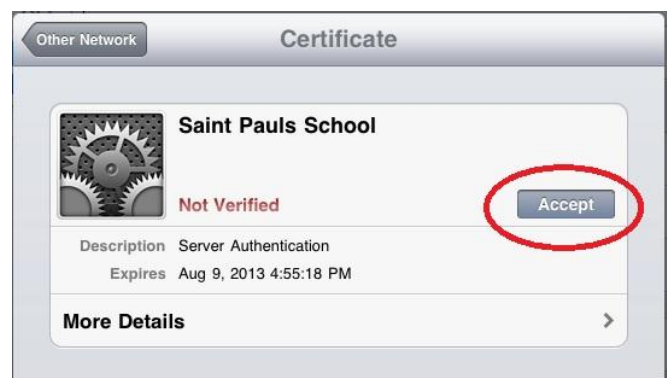 Other Network
Certificate
Saint Pauls School
Not Verified
Accept
Description Server Authentication
Expires Aug 9, 2013 4:55:18 PM
More Details